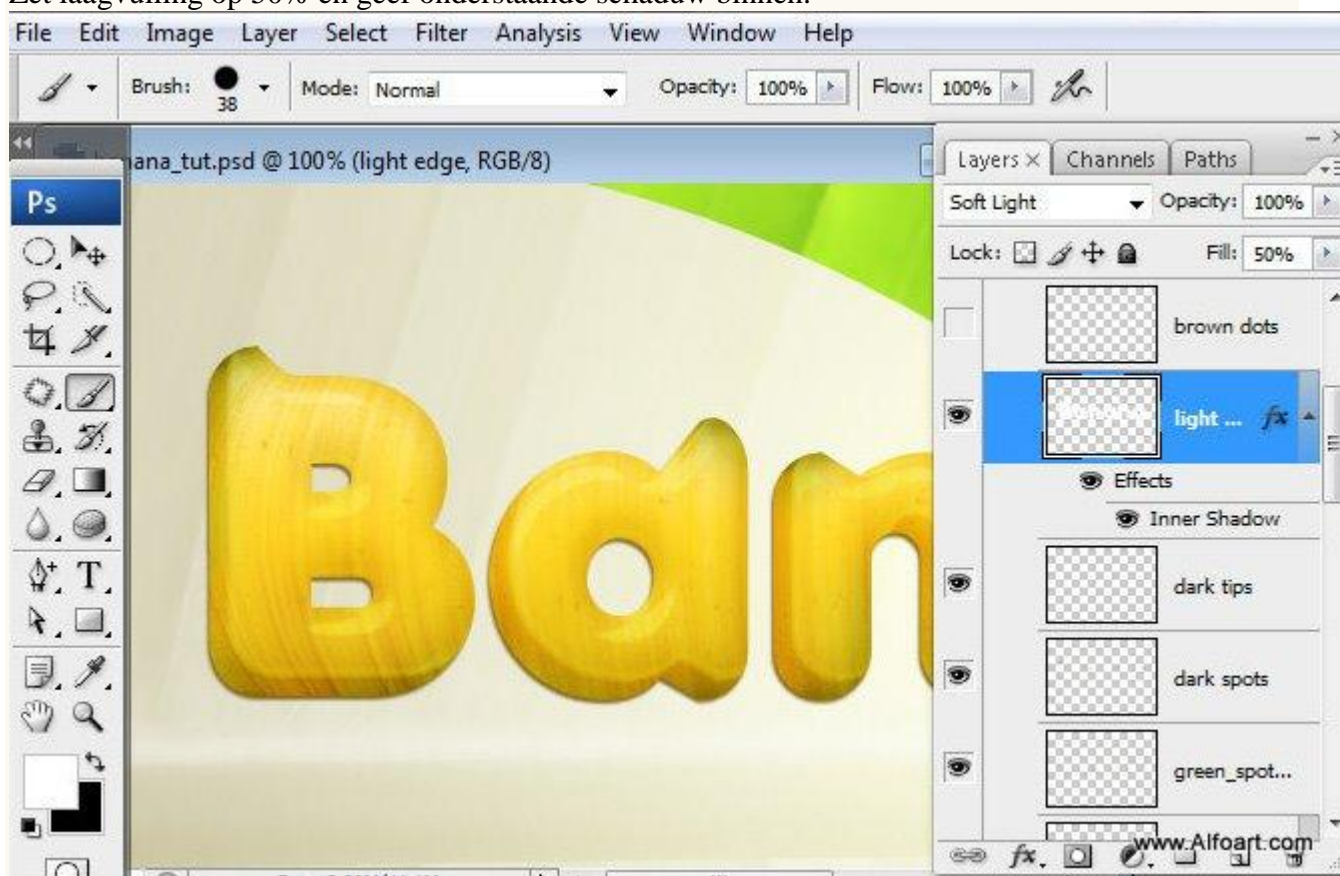 Zet laagvulling op 50% en geef onderstaande schaduw binnen.
File Edit Image Layer Select Filter Analysis View Window Help
Brush: 38 Mode: Normal Opacity: 100% Flow: 100%
ana_tut.psd @ 100% (light edge, RGB/8)
Layers × Channels Paths
Ps
Soft Light Opacity: 100%
Lock: Fill: 50%
brown dots
light ... fx
Effects
Inner Shadow
dark tips
dark spots
green_spot...
Ban
T
fx.
www.Alfoart.com